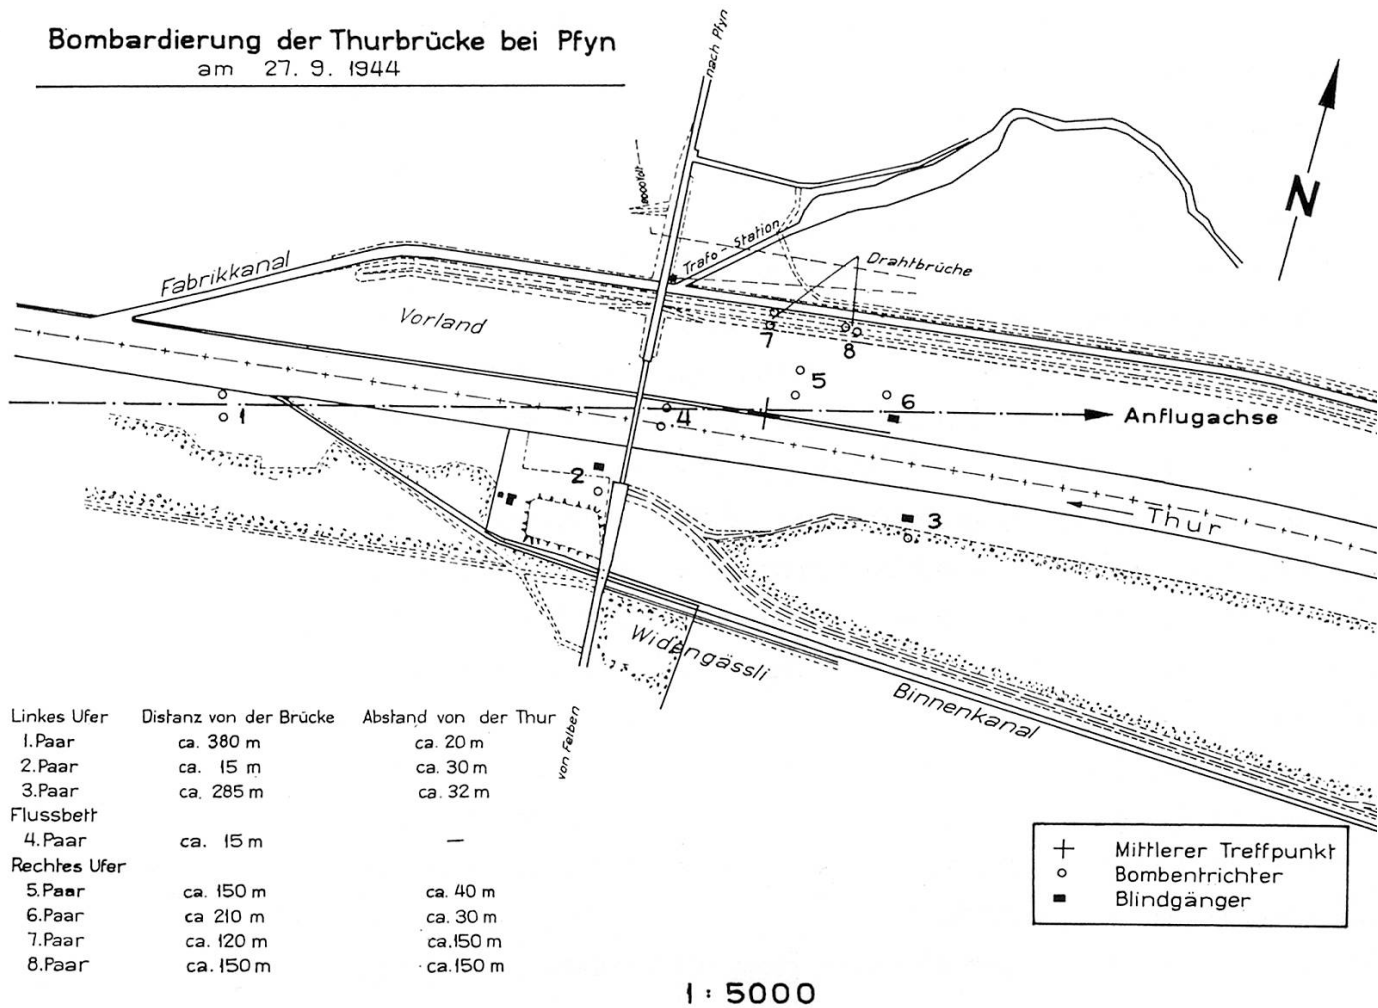 Bombardierung der Thurbrücke bei Pfyn
am 27. 9. 1944
nach Pfyn
N
Trafo - Station
Drahtbrüche
Fabrikkanal
Vorland
7
8
5
6
1
4
Anflugachse
2
3
Thur
Widengässli
Binnenkanal
von Felben
Linkes Ufer Distanz von der Brücke Abstand von der Thur
1.Paar ca. 380 m ca. 20 m
2.Paar ca. 15 m ca. 30 m
3.Paar ca. 285 m ca. 32 m
Flussbett
4.Paar ca. 15 m —
Rechtes Ufer
5.Paar ca. 150 m ca. 40 m
6.Paar ca 210 m ca. 30 m
7.Paar ca. 120 m ca.150 m
8.Paar ca. 150 m ca.150 m
Mittlerer Treffpunkt
Bombentrichter
Blindgänger
1 : 5000